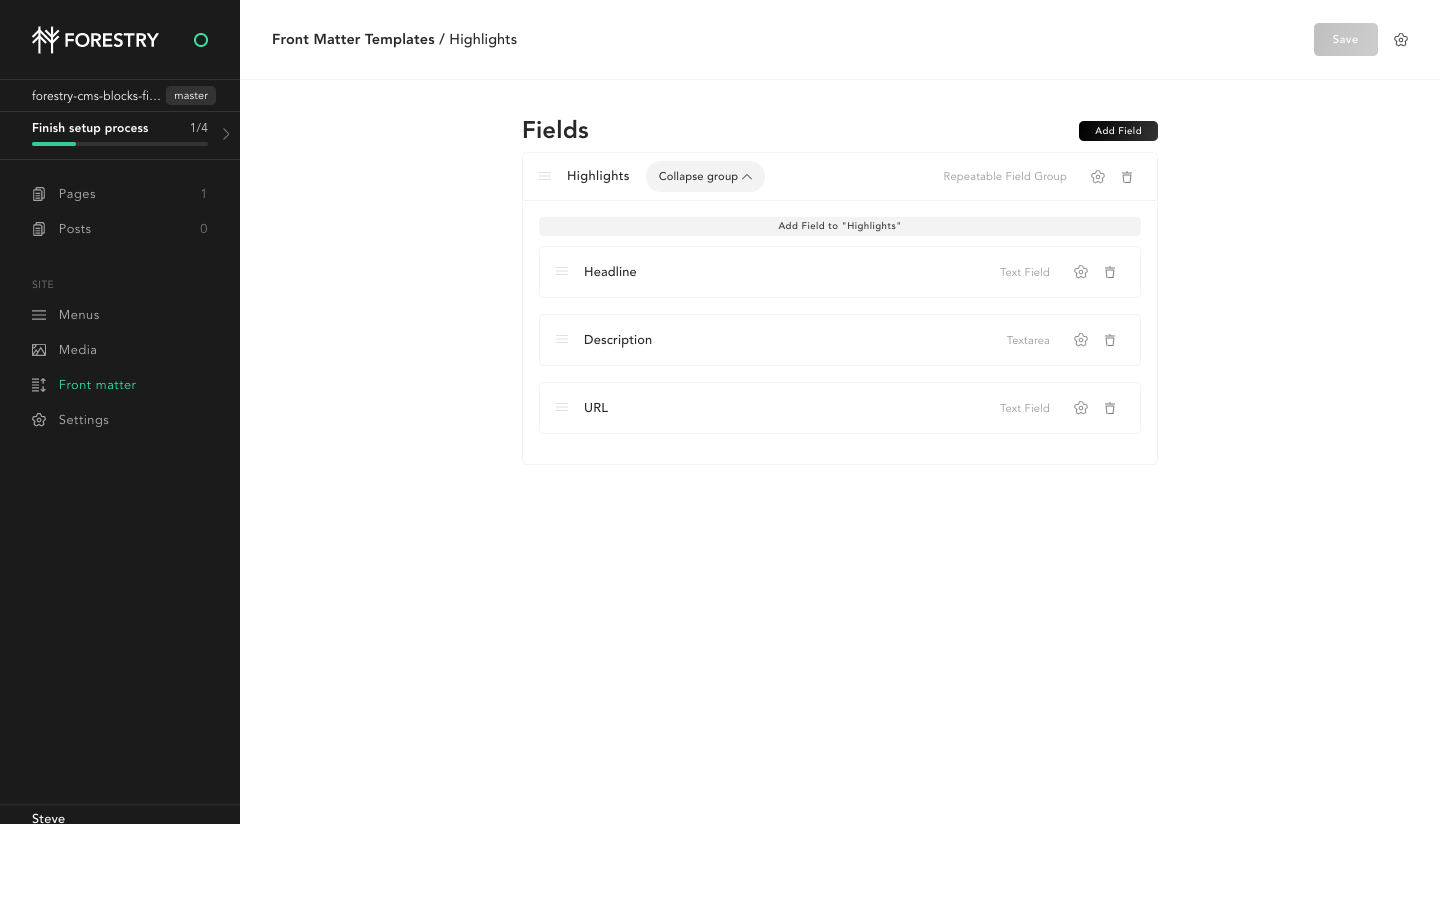 FORESTRY
forestry-cms-blocks-fi... master
Finish setup process 1/4
Pages 1
Posts 0
SITE
Menus
Media
Front matter
Settings
Steve
Front Matter Templates / Highlights
Save
Fields
Add Field
Highlights Collapse group Repeatable Field Group
Add Field to "Highlights"
Headline Text Field
Description Textarea
URL Text Field